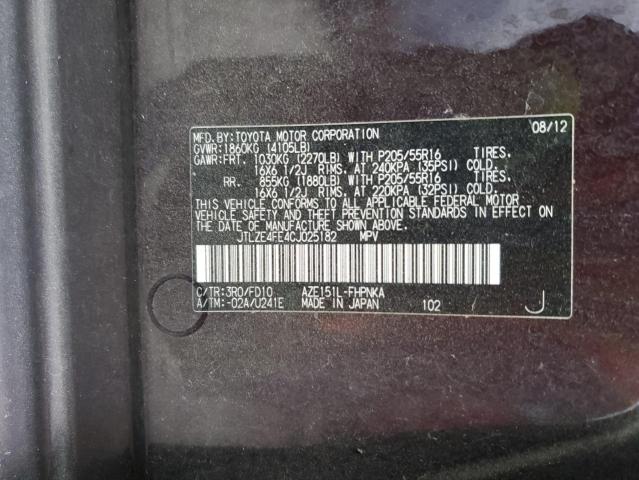 MFD. BY: TOYOTA MOTOR CORPORATION 08/12
GVWR: 1860KG (4105LB)
GAWR: FRT. 1030KG (2270LB) WITH P205/55R16 TIRES,
16X6 1/2J RIMS, AT 240KPA (35PSI) COLD.
RR. 855KG (1880LB) WITH P205/55R16 TIRES,
16X6 1/2J RIMS, AT 220KPA (32PSI) COLD.
THIS VEHICLE CONFORMS TO ALL APPLICABLE FEDERAL MOTOR
VEHICLE SAFETY AND THEFT PREVENTION STANDARDS IN EFFECT ON
THE DATE OF MANUFACTURE SHOWN ABOVE.
JTLZE4FE4CJ025182 MPV
C/TR: 3R0/FD10 AZE151L-FHPNKA
A/TM: -02A/U241E MADE IN JAPAN 102 J